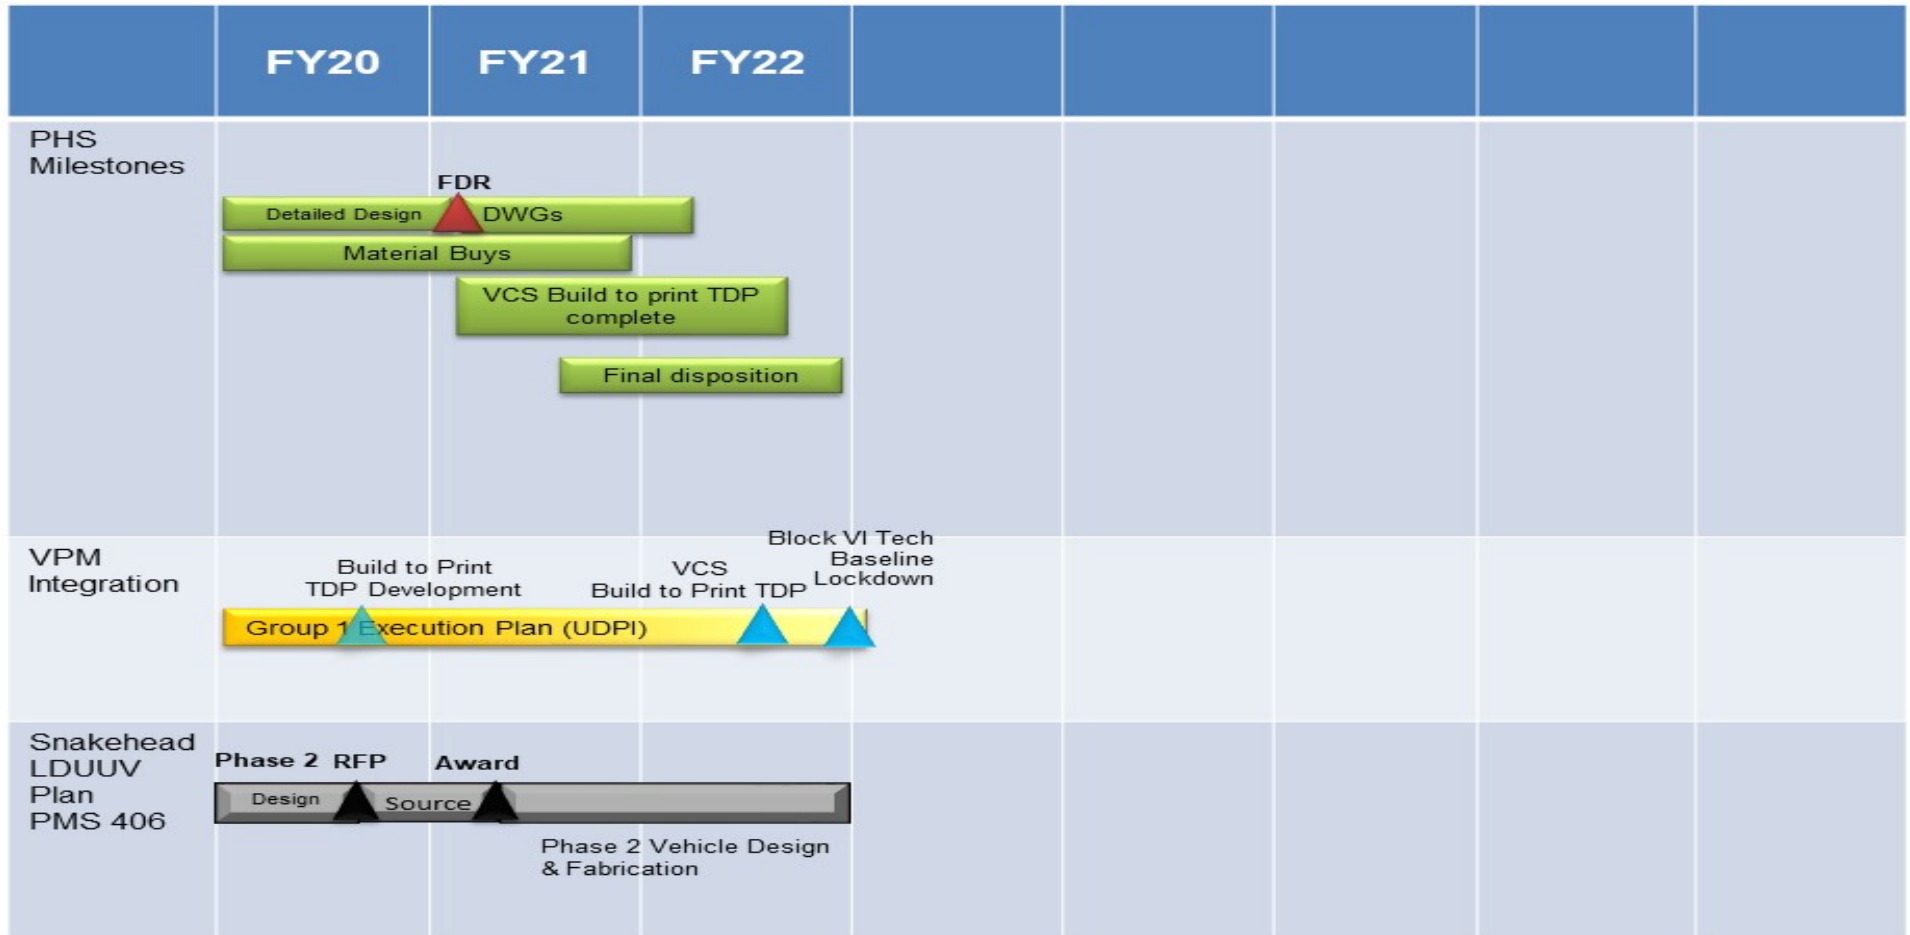 FY20 FY21 FY22
PHS
Milestones
FDR
Detailed Design DWGs
Material Buys
VCS Build to print TDP
complete
Final disposition
VPM
Integration
Build to Print
TDP Development
VCS
Build to Print TDP
Block VI Tech
Baseline
Lockdown
Group 1 Execution Plan (UDPI)
Snakehead
LDUUV
Plan
PMS 406
Phase 2 RFP Award
Design Source
Phase 2 Vehicle Design
& Fabrication